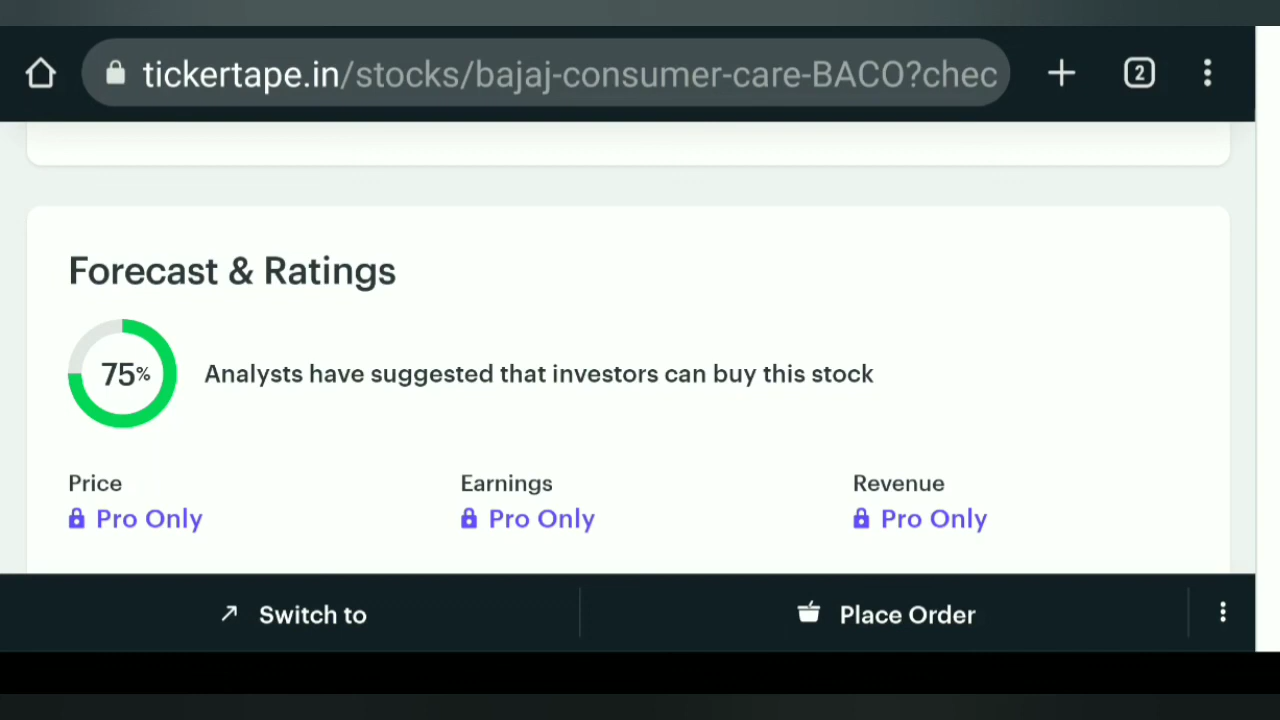 tickertape.in/stocks/bajaj-consumer-care-BACO?chec
2
Forecast & Ratings
75%
Analysts have suggested that investors can buy this stock
Price
Earnings
Revenue
Pro Only
Pro Only
Pro Only
Switch to
Place Order